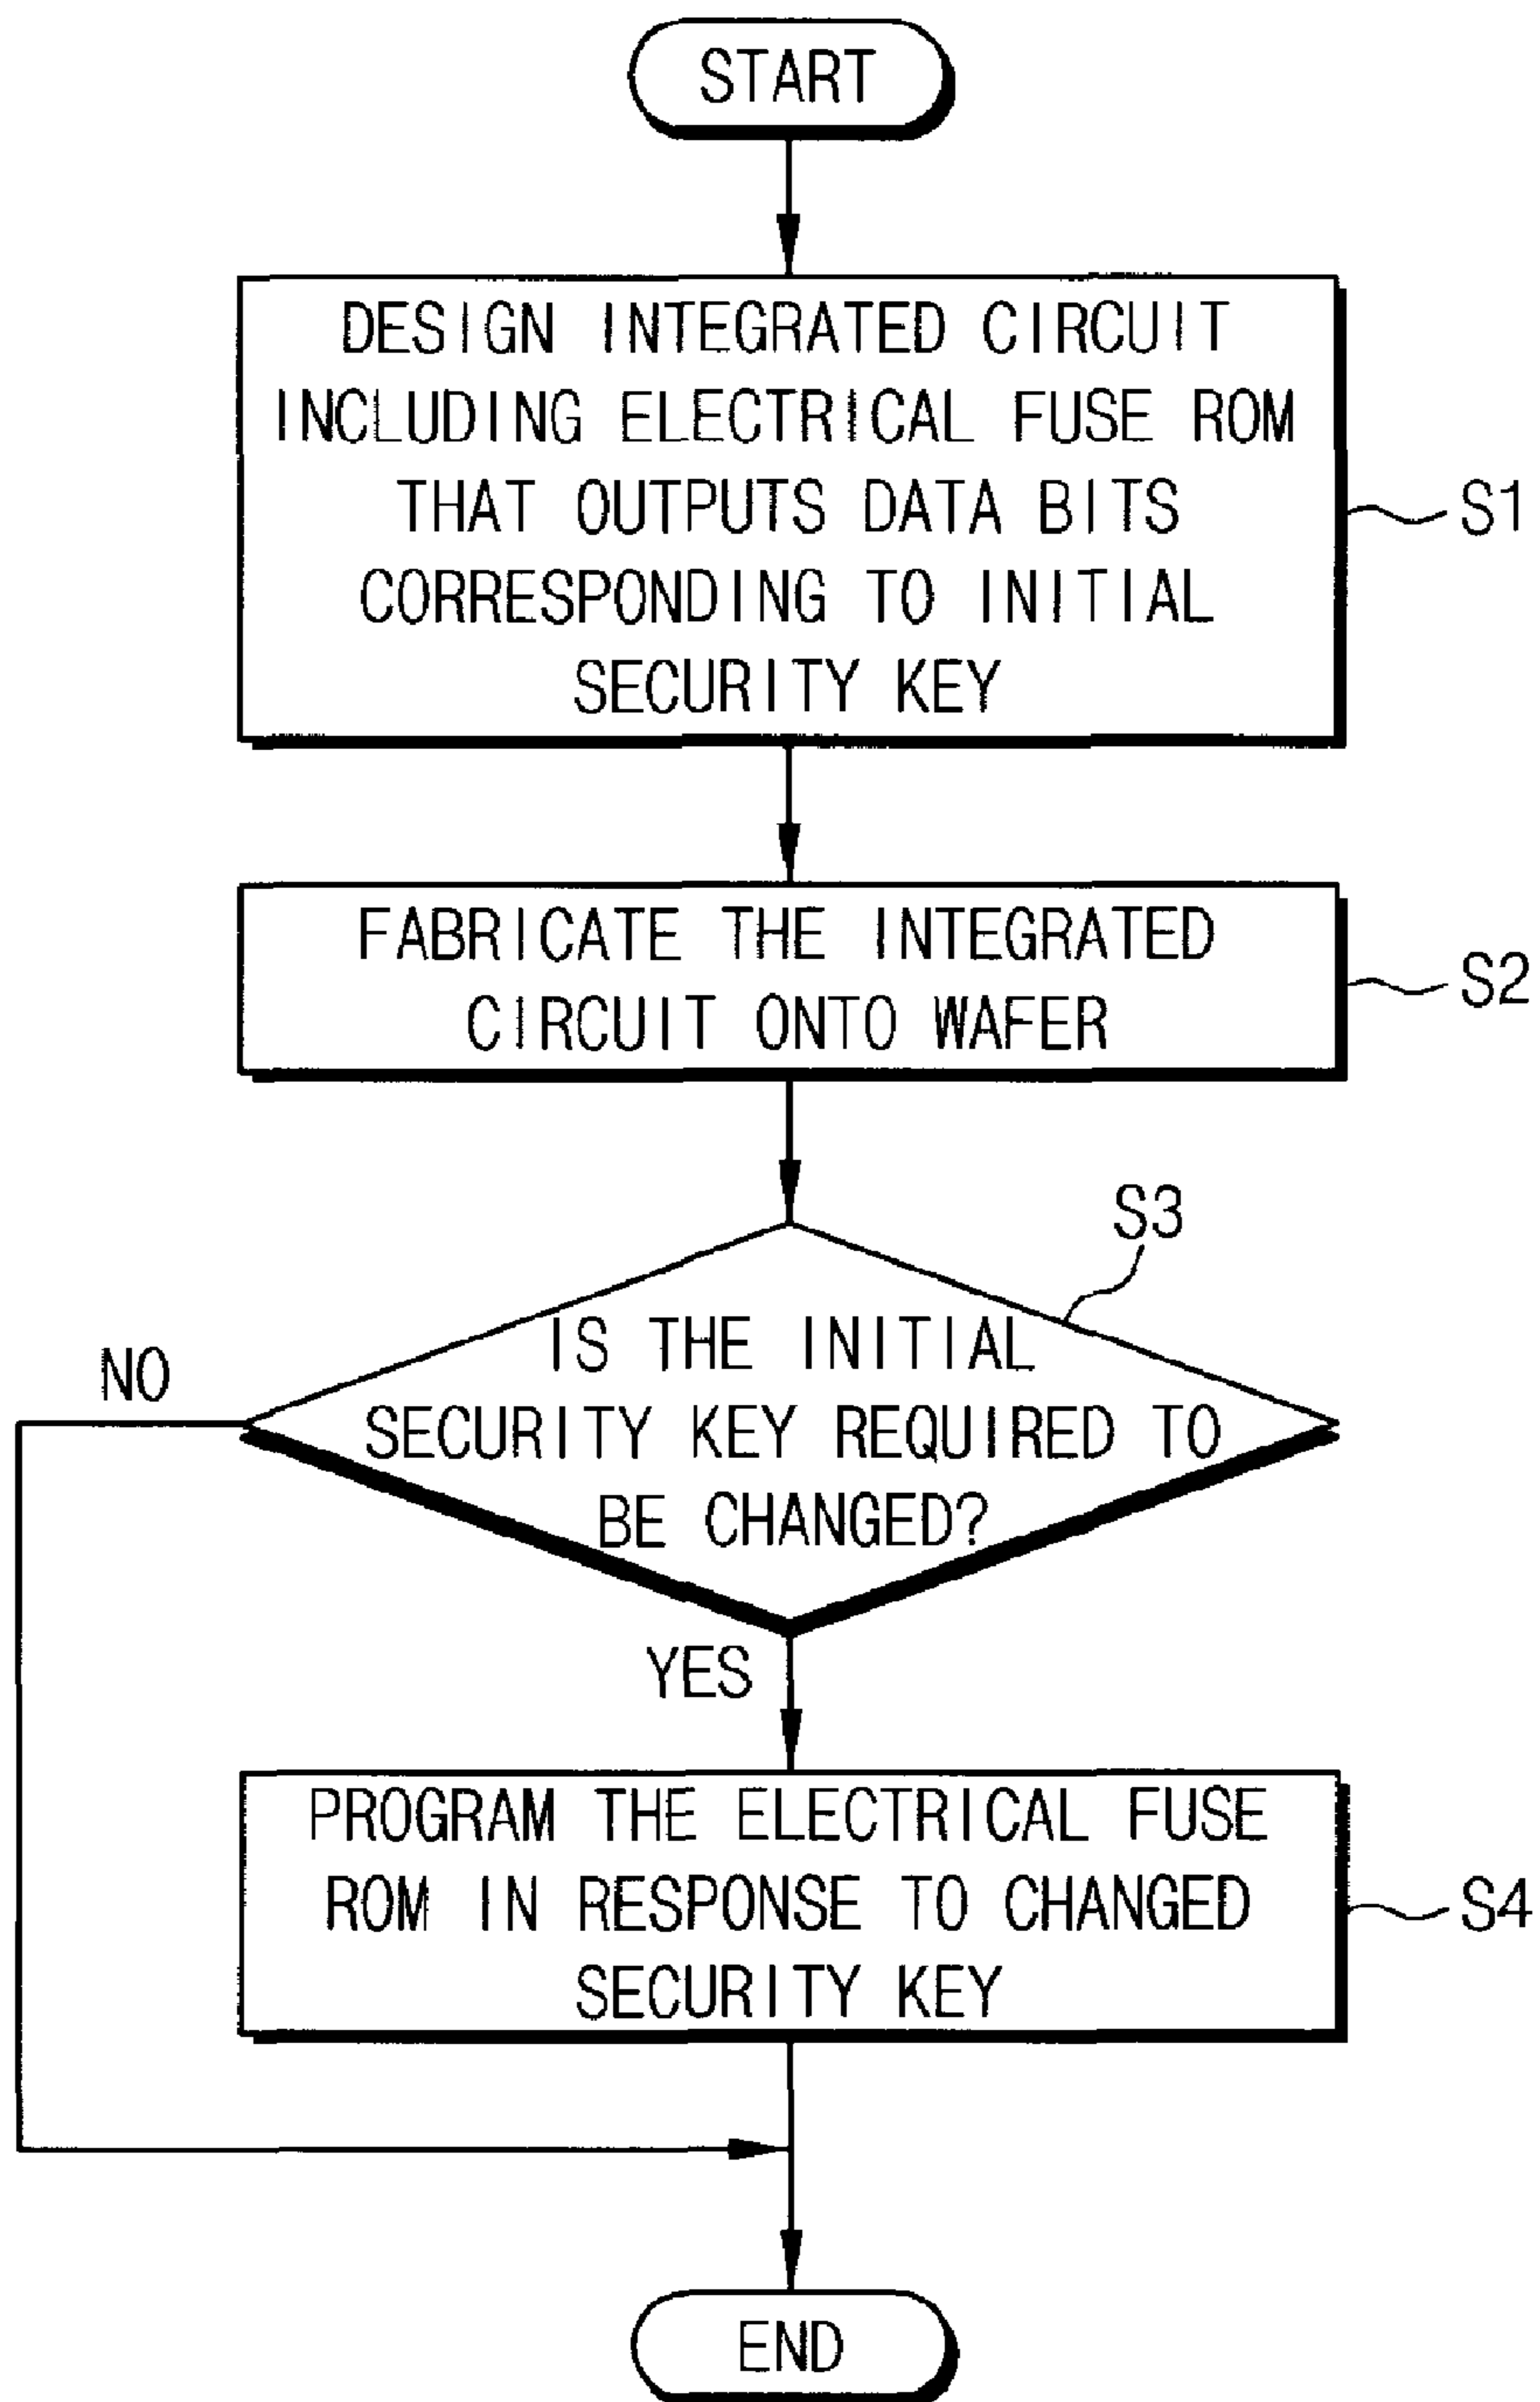 START
DESIGN INTEGRATED CIRCUIT
INCLUDING ELECTRICAL FUSE ROM
THAT OUTPUTS DATA BITS
CORRESPONDING TO INITIAL
SECURITY KEY
S1
FABRICATE THE INTEGRATED
CIRCUIT ONTO WAFER
S2
S3
IS THE INITIAL
SECURITY KEY REQUIRED TO
BE CHANGED?
NO
YES
PROGRAM THE ELECTRICAL FUSE
ROM IN RESPONSE TO CHANGED
SECURITY KEY
S4
END